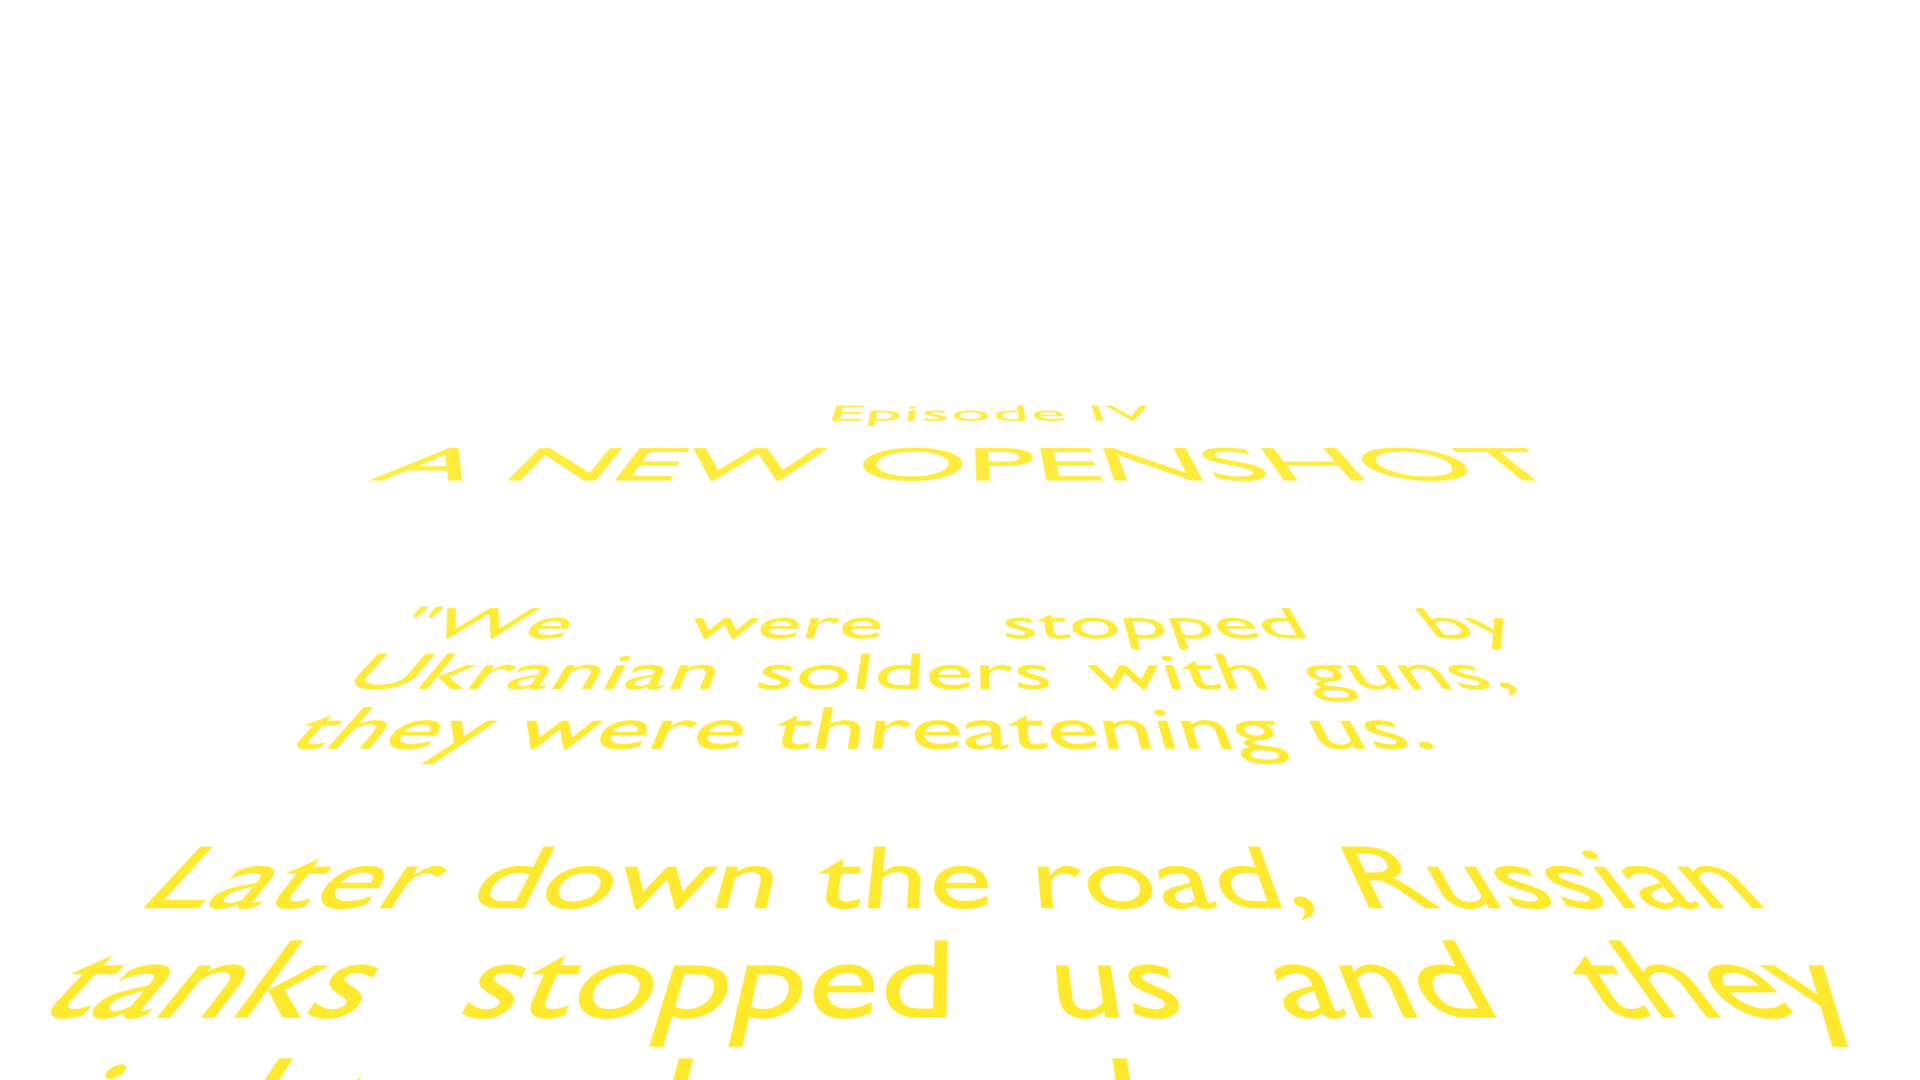 Episode IV
A NEW OPENSHOT
"We were stopped by
Ukranian solders with guns,
they were threatening us.
Later down the road, Russian
tanks stopped us and they